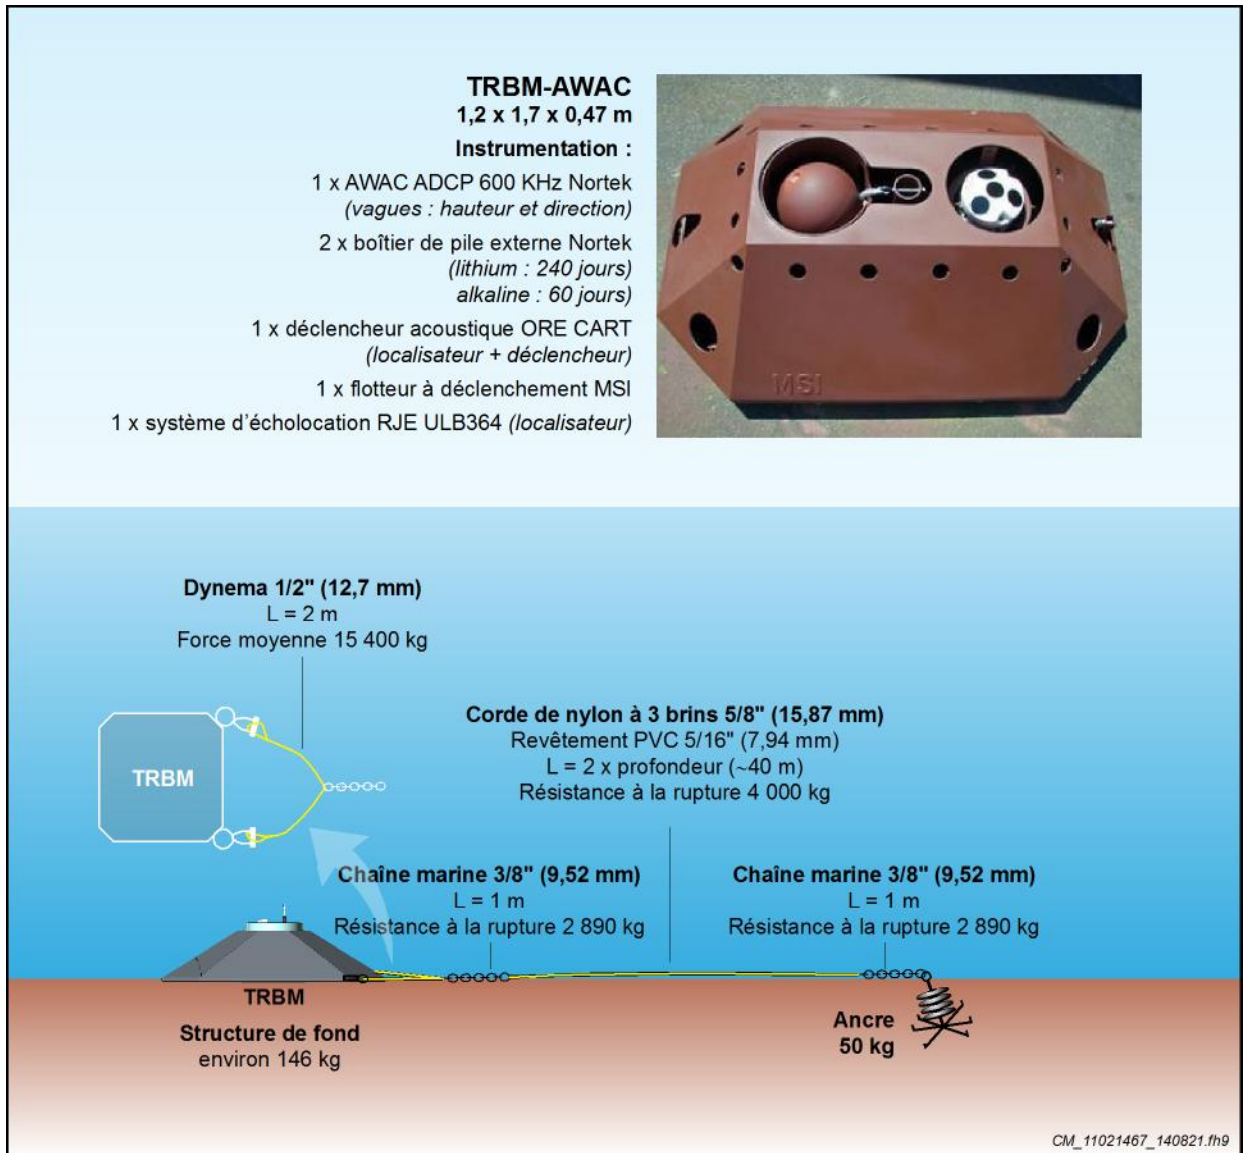 TRBM-AWAC
1,2 x 1,7 x 0,47 m
Instrumentation :
1 x AWAC ADCP 600 KHz Nortek
(vagues : hauteur et direction)
2 x boîtier de pile externe Nortek
(lithium : 240 jours)
alkaline : 60 jours)
1 x déclencheur acoustique ORE CART
(localisateur + déclencheur)
1 x flotteur à déclenchement MSI
1 x système d'écholocation RJE ULB364 (localisateur)
MSI
Dynema 1/2" (12,7 mm)
L = 2 m
Force moyenne 15 400 kg
TRBM
Corde de nylon à 3 brins 5/8" (15,87 mm)
Revêtement PVC 5/16" (7,94 mm)
L = 2 x profondeur (~40 m)
Résistance à la rupture 4 000 kg
Chaîne marine 3/8" (9,52 mm)
L = 1 m
Résistance à la rupture 2 890 kg
Chaîne marine 3/8" (9,52 mm)
L = 1 m
Résistance à la rupture 2 890 kg
TRBM
Structure de fond
environ 146 kg
Ancre
50 kg
CM_11021467_140821.fh9